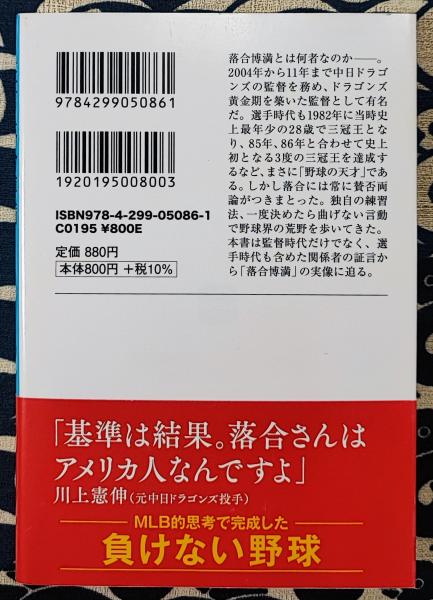 9784299050861
1920195008003
ISBN978-4-299-05086-1
C0195 ¥800E
定価 880円
本体800円 +税10%
落合博満とは何者なのか――。
2004年から11年まで中日ドラゴ
ンズの監督を務め、ドラゴンズ
黄金期を築いた監督として有名
だ。選手時代も1982年に当時史
上最年少の28歳で三冠王とな
り、85年、86年と合わせて史上
初となる3度の三冠王を達成す
るなど、まさに「野球の天才」であ
る。しかし落合には常に賛否両
論がつきまとった。独自の練習
法、一度決めたら曲げない言動
で野球界の荒野を歩いてきた。
本書は監督時代だけでなく、選
手時代も含めた関係者の証言か
ら「落合博満」の実像に迫る。
「基準は結果。落合さんは
アメリカ人なんですよ」
川上憲伸(元中日ドラゴンズ投手)
MLB的思考で完成した
負けない野球